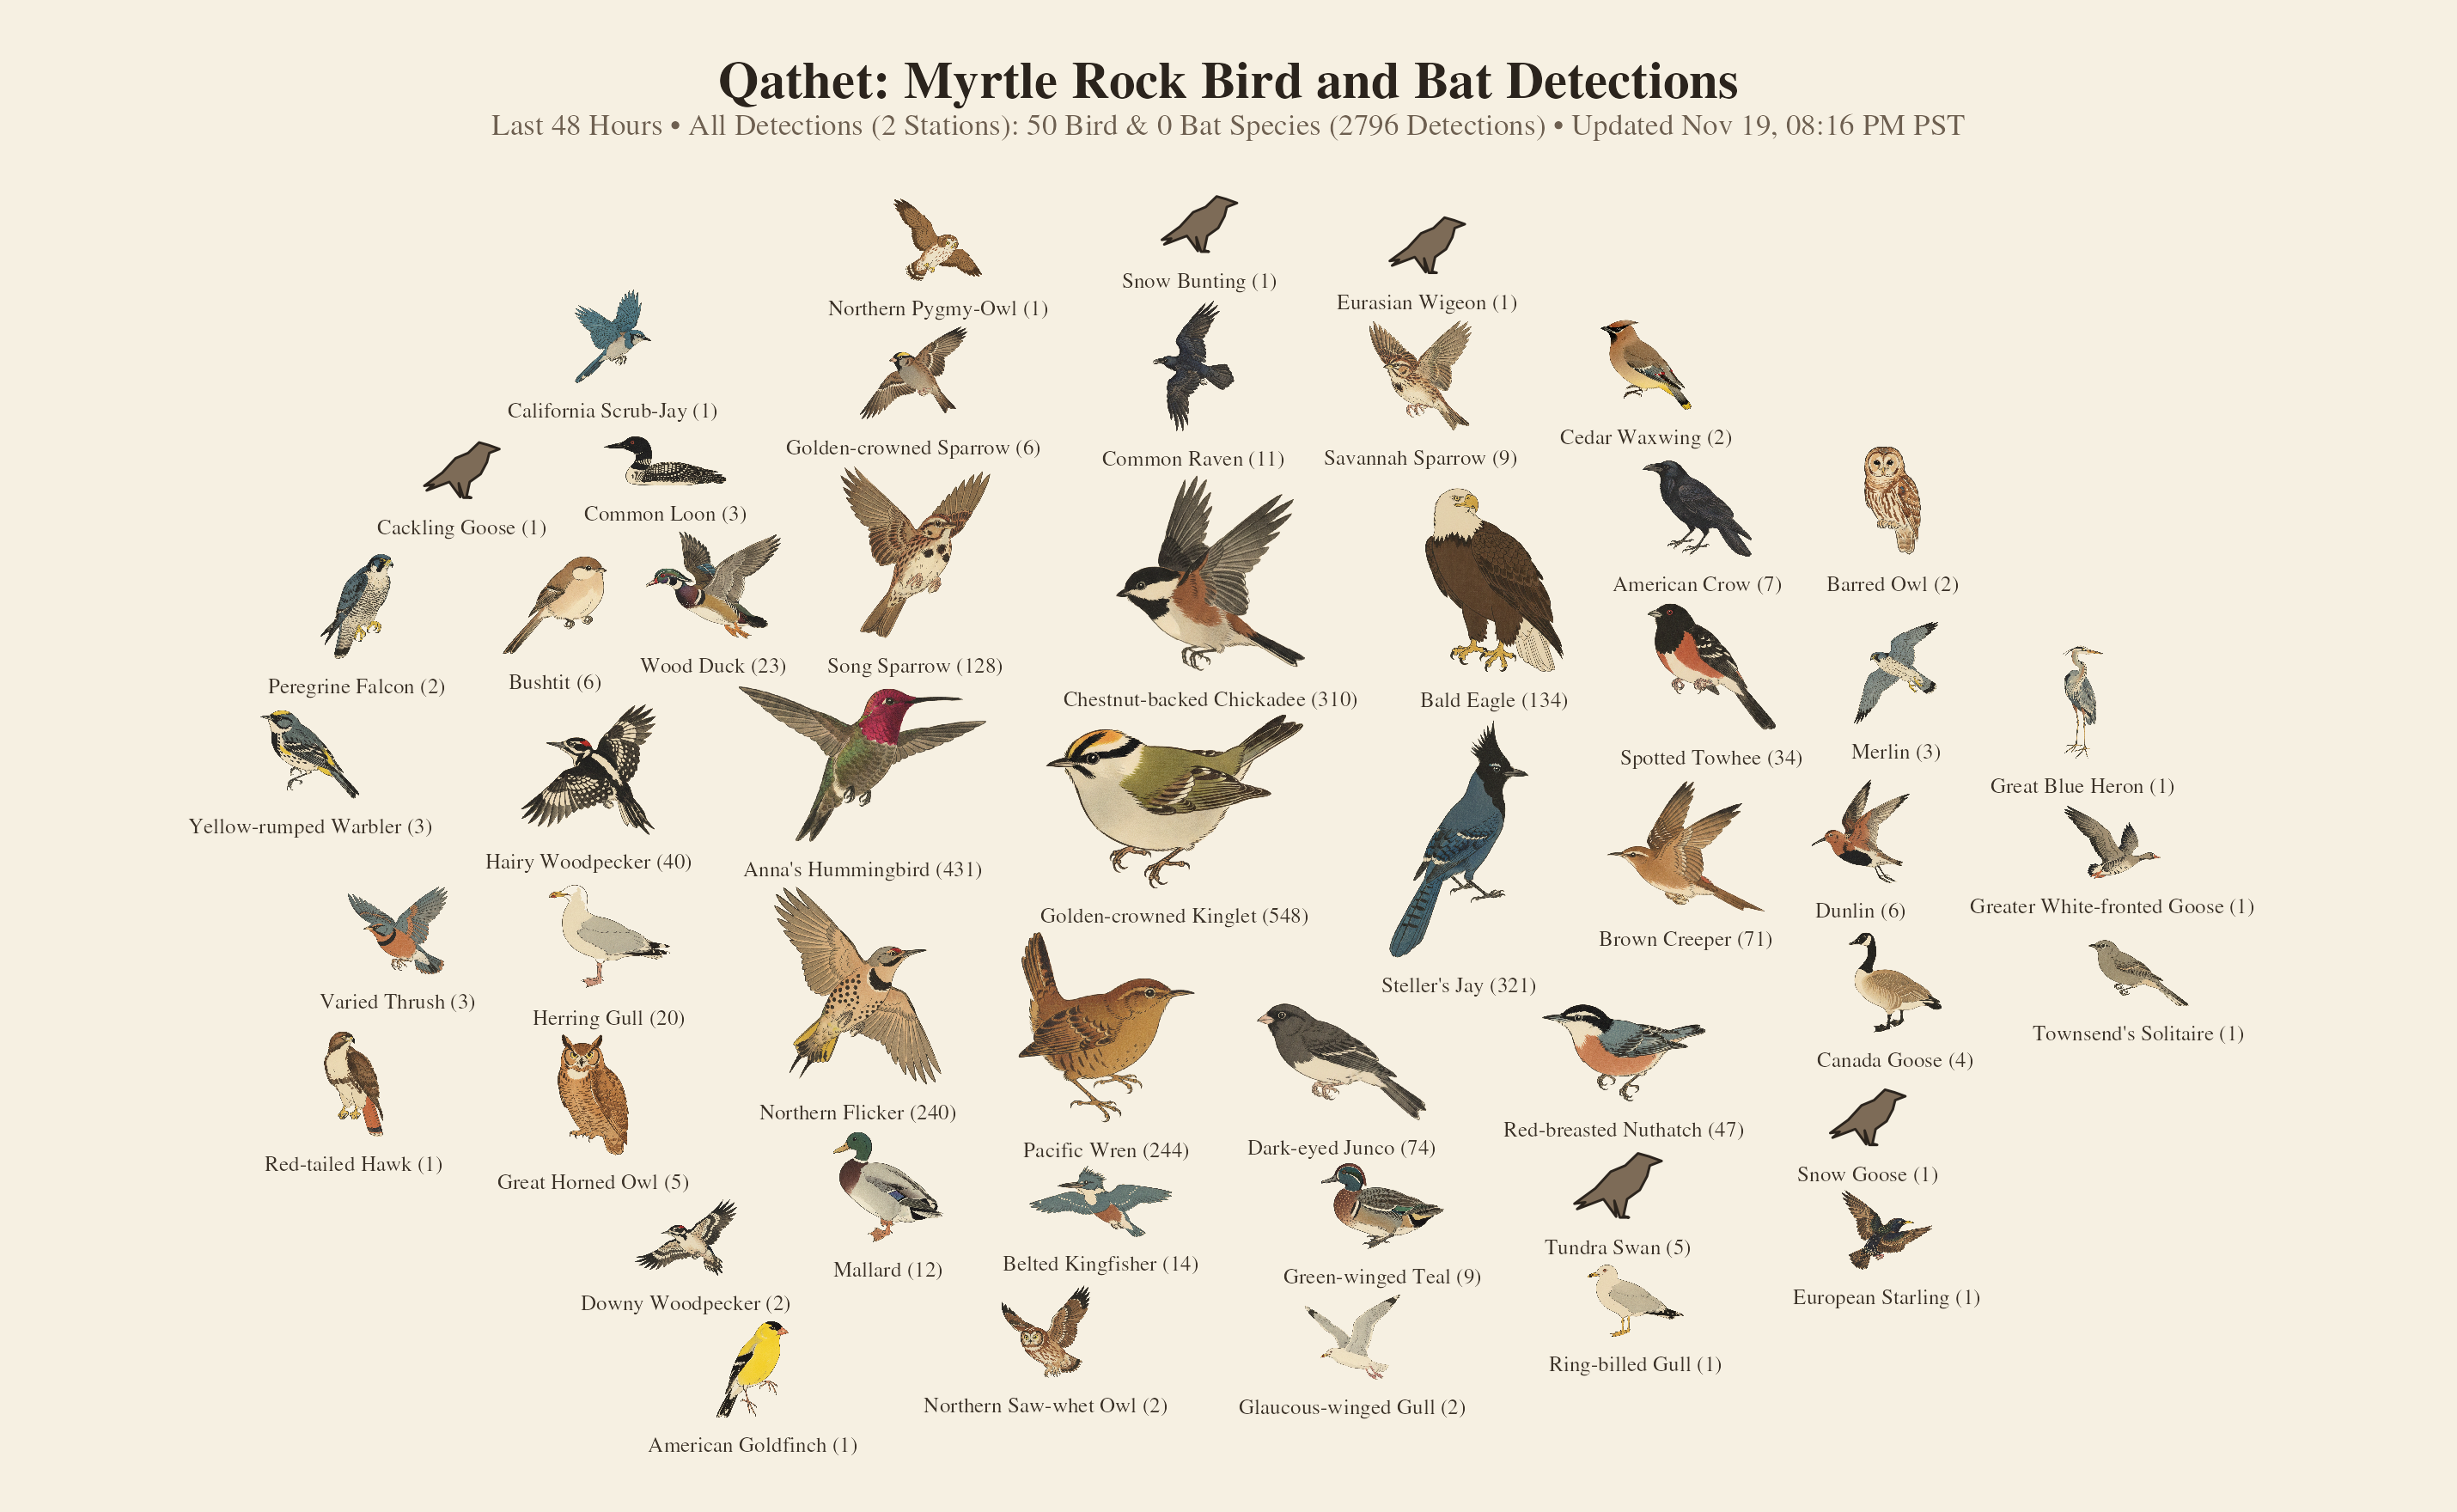 Qathet: Myrtle Rock Bird and Bat Detections
Last 48 Hours • All Detections (2 Stations): 50 Bird & 0 Bat Species (2796 Detections) • Updated Nov 19, 08:16 PM PST
Snow Bunting (1)
Eurasian Wigeon (1)
Northern Pygmy-Owl (1)
California Scrub-Jay (1)
Cedar Waxwing (2)
Golden-crowned Sparrow (6)
Common Raven (11)
Savannah Sparrow (9)
Common Loon (3)
Cackling Goose (1)
American Crow (7)
Barred Owl (2)
Wood Duck (23)
Song Sparrow (128)
Bushtit (6)
Peregrine Falcon (2)
Chestnut-backed Chickadee (310)
Bald Eagle (134)
Merlin (3)
Spotted Towhee (34)
Great Blue Heron (1)
Yellow-rumped Warbler (3)
Hairy Woodpecker (40)
Anna's Hummingbird (431)
Greater White-fronted Goose (1)
Dunlin (6)
Golden-crowned Kinglet (548)
Brown Creeper (71)
Steller's Jay (321)
Varied Thrush (3)
Herring Gull (20)
Townsend's Solitaire (1)
Canada Goose (4)
Northern Flicker (240)
Red-breasted Nuthatch (47)
Dark-eyed Junco (74)
Pacific Wren (244)
Red-tailed Hawk (1)
Snow Goose (1)
Great Horned Owl (5)
Tundra Swan (5)
Belted Kingfisher (14)
Mallard (12)
Green-winged Teal (9)
European Starling (1)
Downy Woodpecker (2)
Ring-billed Gull (1)
Northern Saw-whet Owl (2)
Glaucous-winged Gull (2)
American Goldfinch (1)